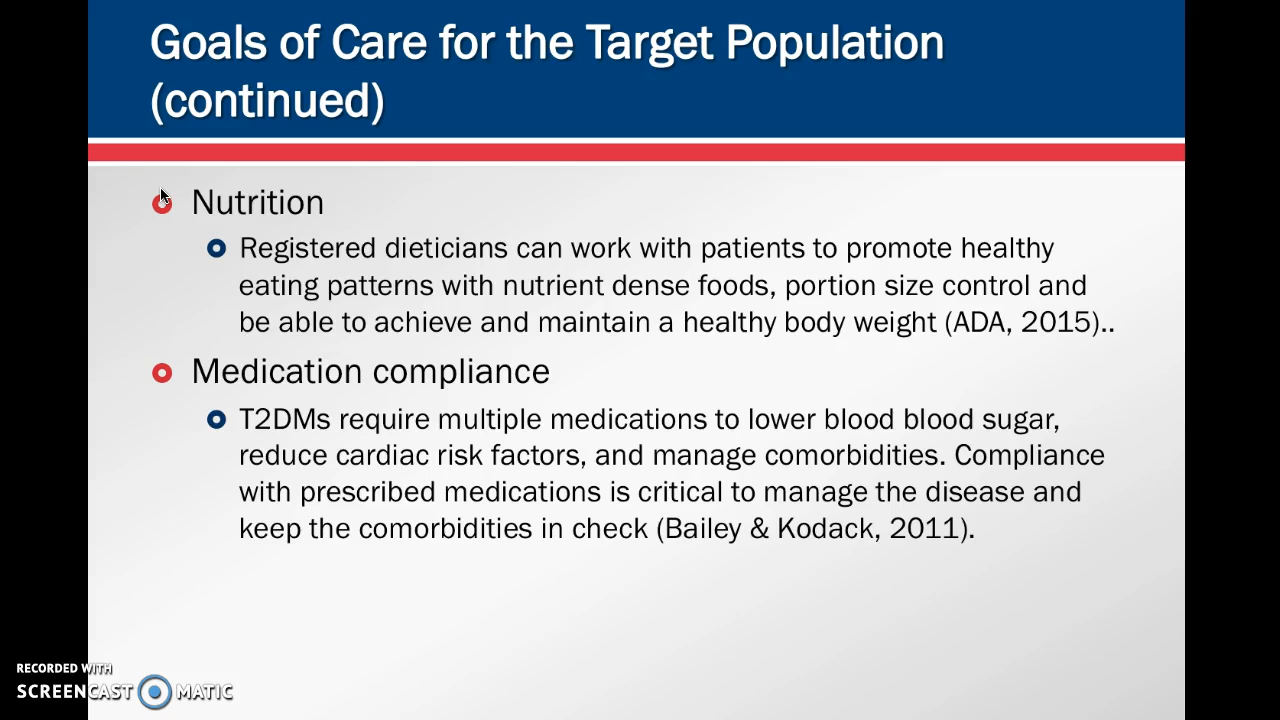 Goals of Care for the Target Population
(continued)
Nutrition
Registered dieticians can work with patients to promote healthy
eating patterns with nutrient dense foods, portion size control and
be able to achieve and maintain a healthy body weight (ADA, 2015)..
Medication compliance
T2DMs require multiple medications to lower blood blood sugar,
reduce cardiac risk factors, and manage comorbidities. Compliance
with prescribed medications is critical to manage the disease and
keep the comorbidities in check (Bailey & Kodack, 2011).
RECORDED WITH
SCREENCAST MATIC